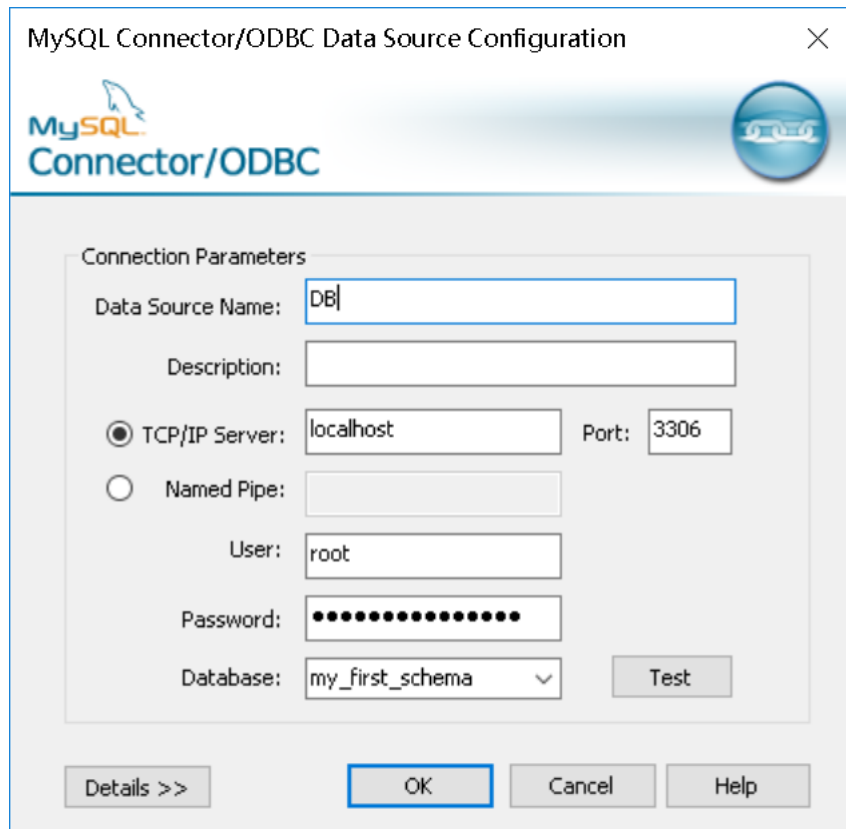 MySQL Connector/ODBC Data Source Configuration
MySQL
Connector/ODBC
Connection Parameters
Data Source Name: DB
Description:
TCP/IP Server: localhost Port: 3306
Named Pipe:
User: root
Password: ●●●●●●●●●●●●●●●
Database: my_first_schema Test
Details >> OK Cancel Help